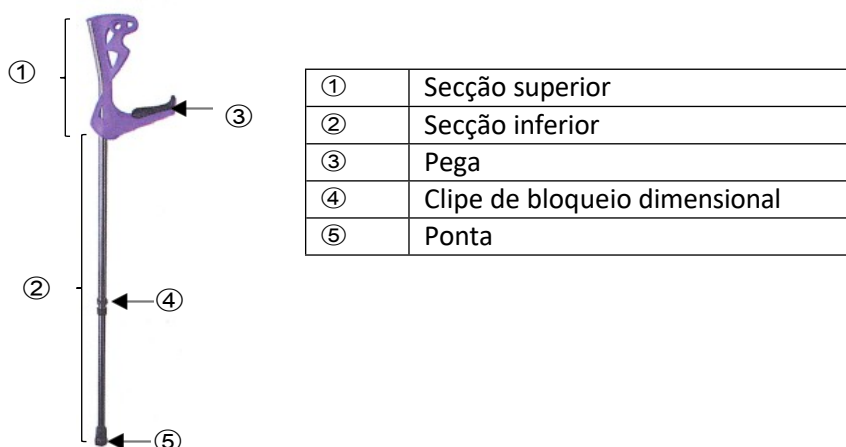 ①
③
②
④
⑤
① Secção superior
② Secção inferior
③ Pega
④ Clipe de bloqueio dimensional
⑤ Ponta